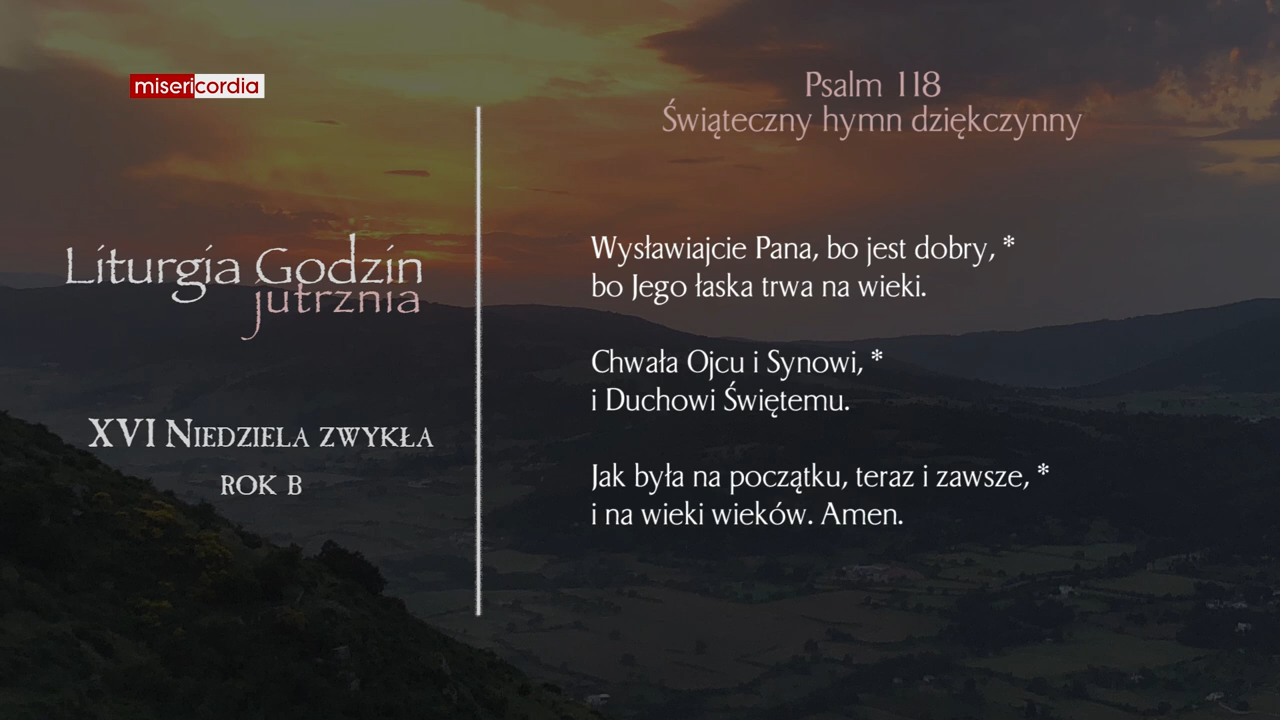 misericordia
Liturgia Godzin
jutrznia
XVI Niedziela zwykła
rok B
Psalm 118
Świąteczny hymn dziękczynny
Wysławiajcie Pana, bo jest dobry, *
bo Jego łaska trwa na wieki.
Chwała Ojcu i Synowi, *
i Duchowi Świętemu.
Jak była na początku, teraz i zawsze, *
i na wieki wieków. Amen.